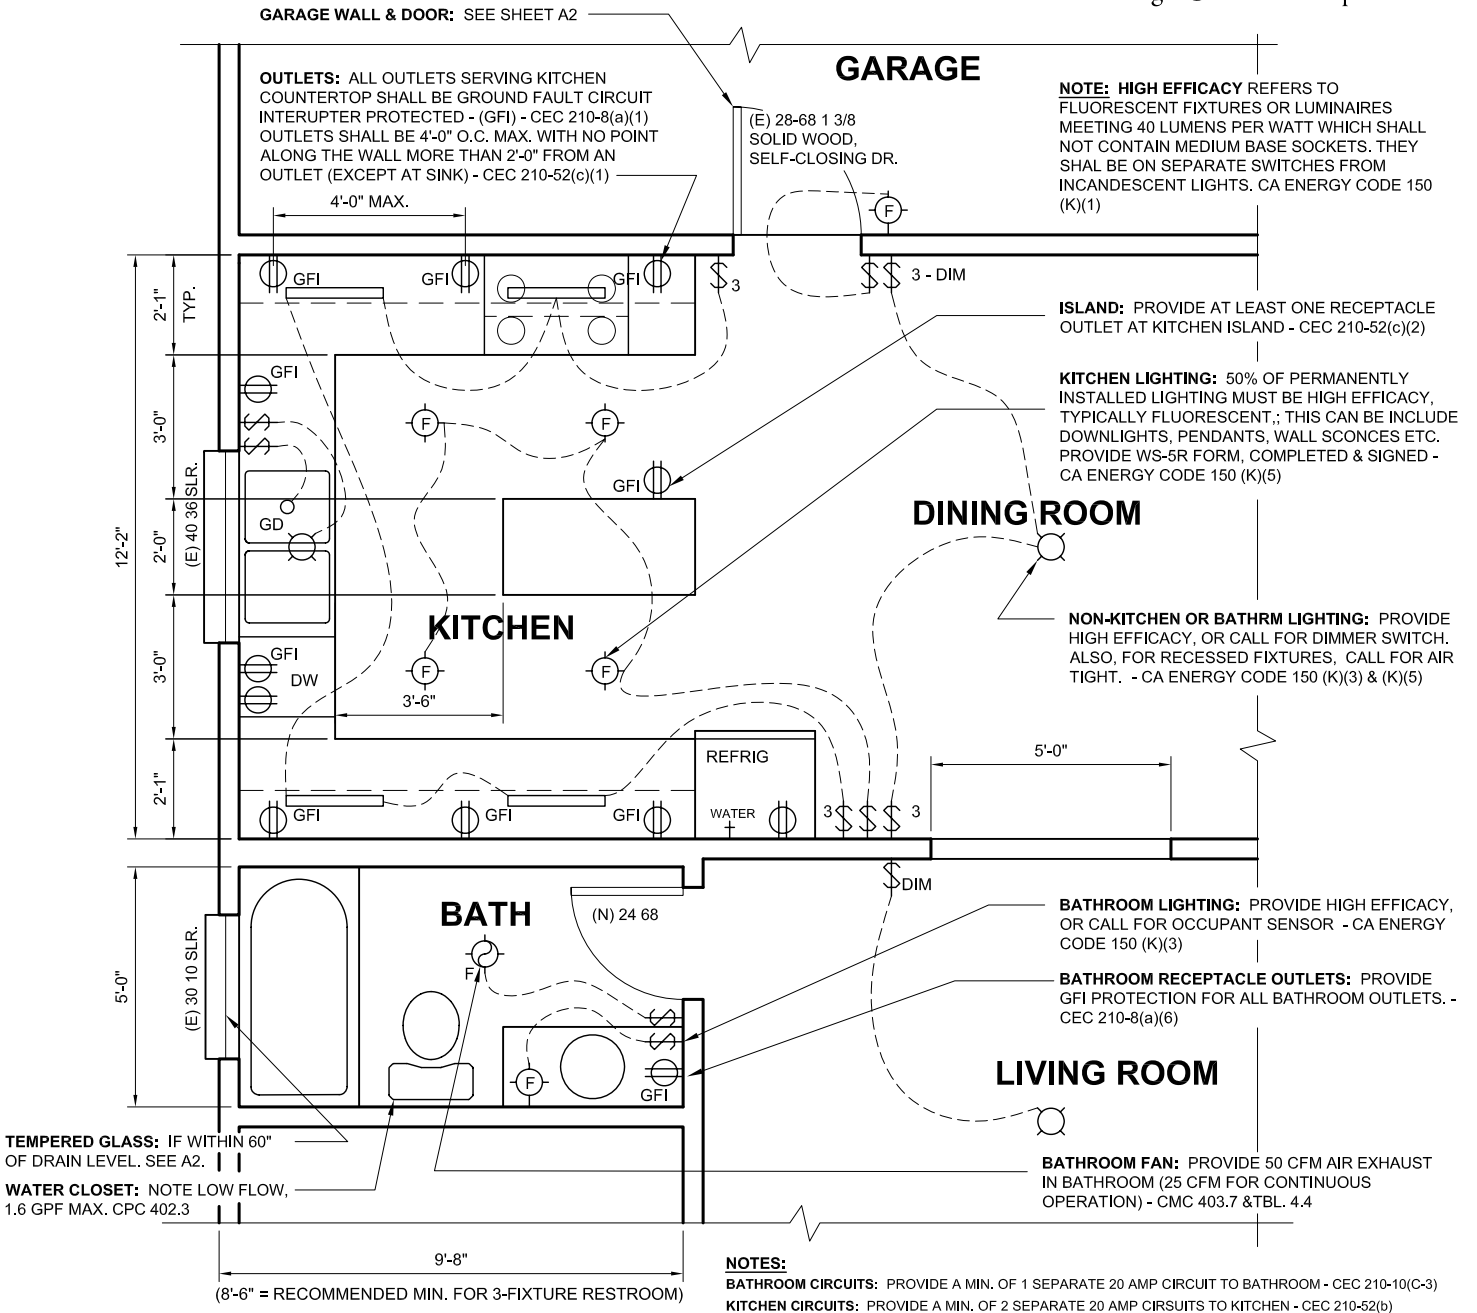 GARAGE WALL & DOOR: SEE SHEET A2
GARAGE
OUTLETS: ALL OUTLETS SERVING KITCHEN
COUNTERTOP SHALL BE GROUND FAULT CIRCUIT
INTERUPTER PROTECTED - (GFI) - CEC 210-8(a)(1)
OUTLETS SHALL BE 4'-0" O.C. MAX. WITH NO POINT
ALONG THE WALL MORE THAN 2'-0" FROM AN
OUTLET (EXCEPT AT SINK) - CEC 210-52(c)(1)
(E) 28-68 1 3/8
SOLID WOOD,
SELF-CLOSING DR.
NOTE: HIGH EFFICACY REFERS TO
FLUORESCENT FIXTURES OR LUMINAIRES
MEETING 40 LUMENS PER WATT WHICH SHALL
NOT CONTAIN MEDIUM BASE SOCKETS. THEY
SHAL BE ON SEPARATE SWITCHES FROM
INCANDESCENT LIGHTS. CA ENERGY CODE 150
(K)(1)
4'-0" MAX.
F
GFI
GFI
GFI
3
3 - DIM
2'-1"
TYP.
ISLAND: PROVIDE AT LEAST ONE RECEPTACLE
OUTLET AT KITCHEN ISLAND - CEC 210-52(c)(2)
GFI
3'-0"
F
F
KITCHEN LIGHTING: 50% OF PERMANENTLY
INSTALLED LIGHTING MUST BE HIGH EFFICACY,
TYPICALLY FLUORESCENT,; THIS CAN BE INCLUDE
DOWNLIGHTS, PENDANTS, WALL SCONCES ETC.
PROVIDE WS-5R FORM, COMPLETED & SIGNED -
CA ENERGY CODE 150 (K)(5)
GFI
(E) 40 36 SLR.
GD
DINING ROOM
12'-2"
2'-0"
KITCHEN
NON-KITCHEN OR BATHRM LIGHTING: PROVIDE
HIGH EFFICACY, OR CALL FOR DIMMER SWITCH.
ALSO, FOR RECESSED FIXTURES, CALL FOR AIR
TIGHT. - CA ENERGY CODE 150 (K)(3) & (K)(5)
3'-0"
GFI
DW
F
F
3'-6"
REFRIG
5'-0"
2'-1"
GFI
GFI
GFI
WATER
3
3
DIM
BATH
(N) 24 68
BATHROOM LIGHTING: PROVIDE HIGH EFFICACY,
OR CALL FOR OCCUPANT SENSOR - CA ENERGY
CODE 150 (K)(3)
5'-0"
(E) 30 10 SLR.
F
BATHROOM RECEPTACLE OUTLETS: PROVIDE
GFI PROTECTION FOR ALL BATHROOM OUTLETS. -
CEC 210-8(a)(6)
F
GFI
LIVING ROOM
TEMPERED GLASS: IF WITHIN 60"
OF DRAIN LEVEL. SEE A2.
WATER CLOSET: NOTE LOW FLOW,
1.6 GPF MAX. CPC 402.3
BATHROOM FAN: PROVIDE 50 CFM AIR EXHAUST
IN BATHROOM (25 CFM FOR CONTINUOUS
OPERATION) - CMC 403.7 &TBL. 4.4
9'-8"
(8'-6" = RECOMMENDED MIN. FOR 3-FIXTURE RESTROOM)
NOTES:
BATHROOM CIRCUITS: PROVIDE A MIN. OF 1 SEPARATE 20 AMP CIRCUIT TO BATHROOM - CEC 210-10(C-3)
KITCHEN CIRCUITS: PROVIDE A MIN. OF 2 SEPARATE 20 AMP CIRSUITS TO KITCHEN - CEC 210-52(b)